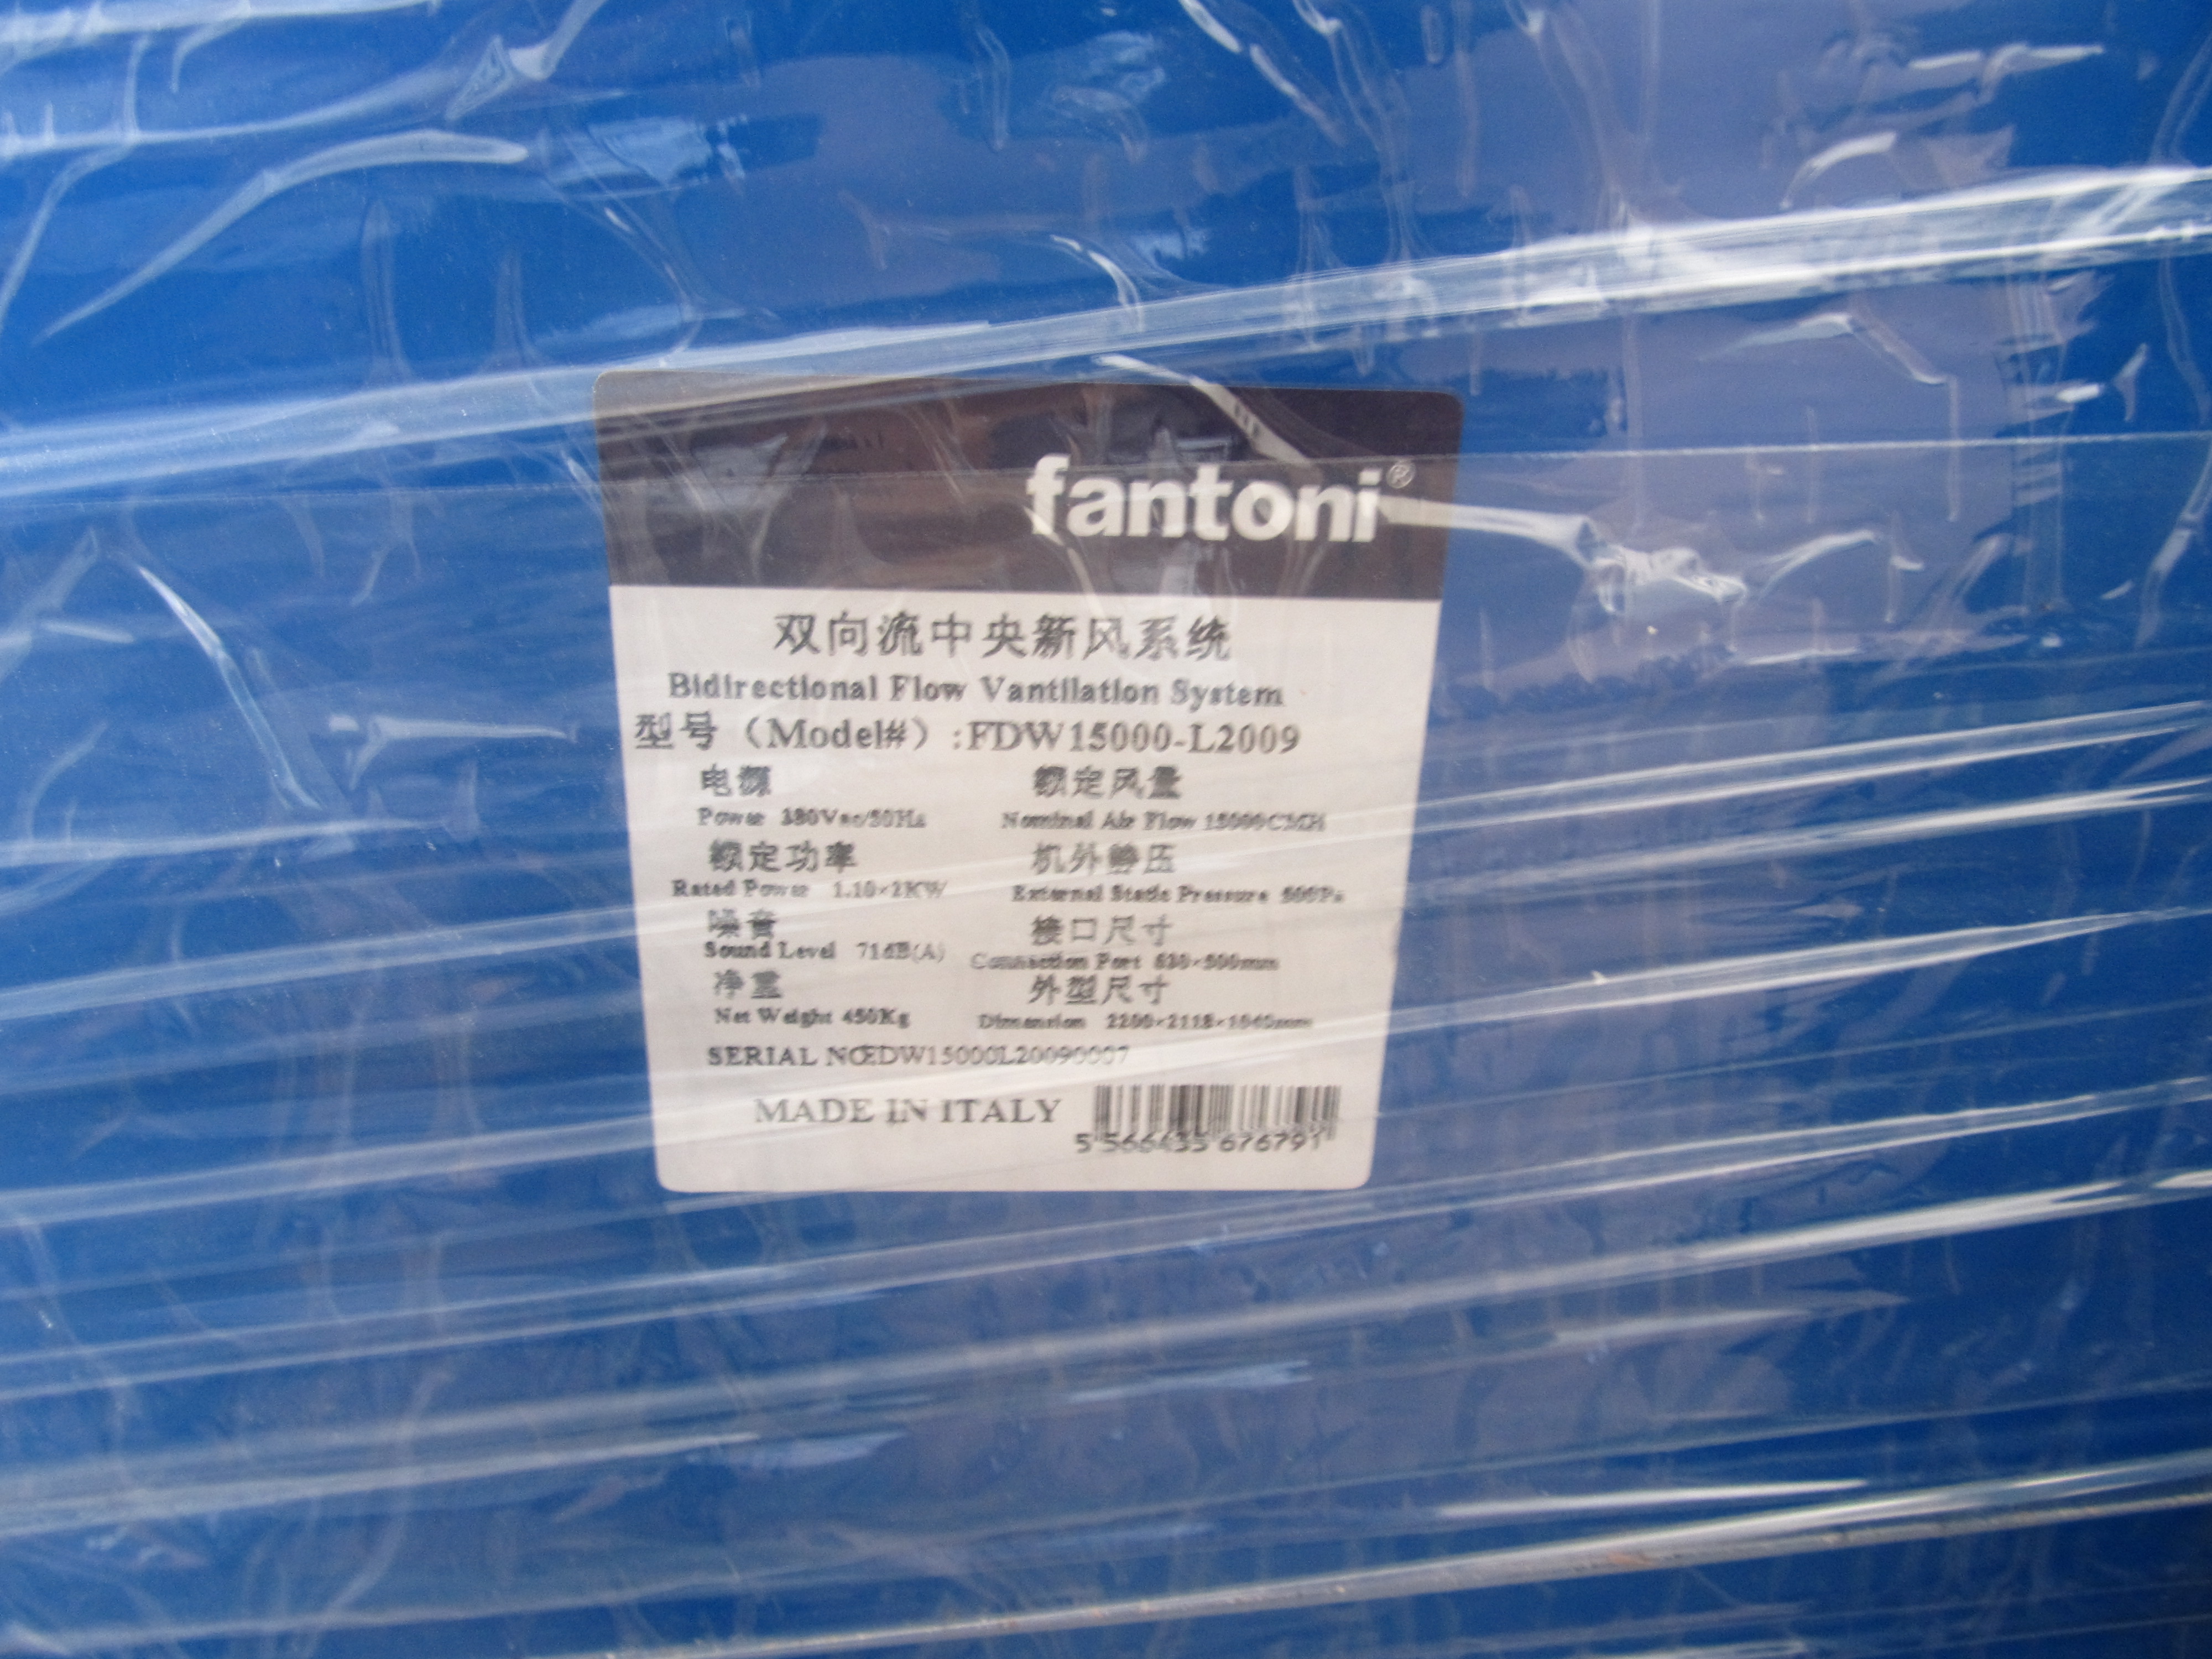 fantoni®
双向流中央新风系统
Bidirectional Flow Vantilation System
型号（Model#）:FDW15000-L2009
电源 额定风量
Power 380Vac/50Hz Nominal Air Flow 15000CMH
额定功率 机外静压
Rated Power 1.10×2KW External Static Pressure
噪音 接口尺寸
Sound Level 71dB(A) Connection Port
净重 外型尺寸
Net Weight 450Kg Dimension
SERIAL NO:FDW15000L20090007
MADE IN ITALY
5 566435 676791